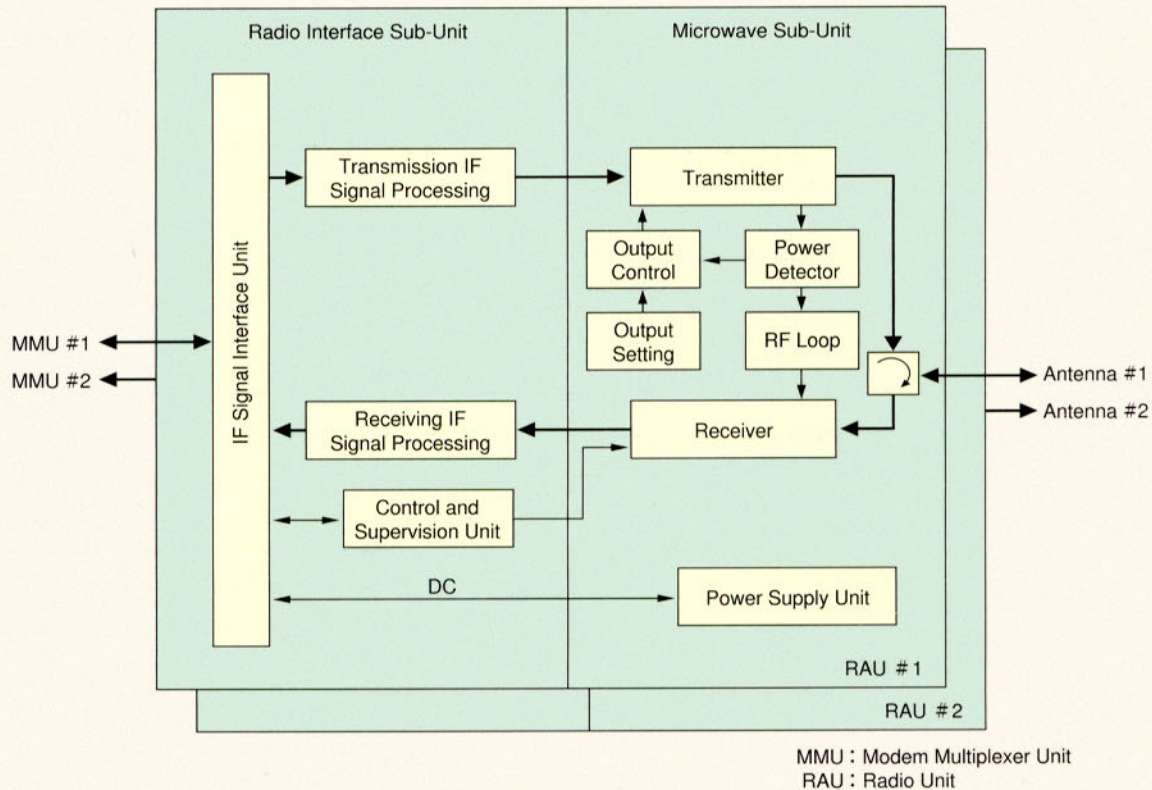 Radio Interface Sub-Unit
Microwave Sub-Unit
IF Signal Interface Unit
Transmission IF
Signal Processing
Transmitter
Output
Control
Power
Detector
Output
Setting
RF Loop
MMU #1
MMU #2
Antenna #1
Antenna #2
Receiving IF
Signal Processing
Receiver
Control and
Supervision Unit
DC
Power Supply Unit
RAU #1
RAU #2
MMU : Modem Multiplexer Unit
RAU : Radio Unit